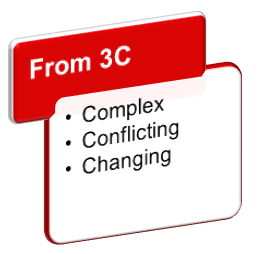 From 3C
• Complex
• Conflicting
• Changing